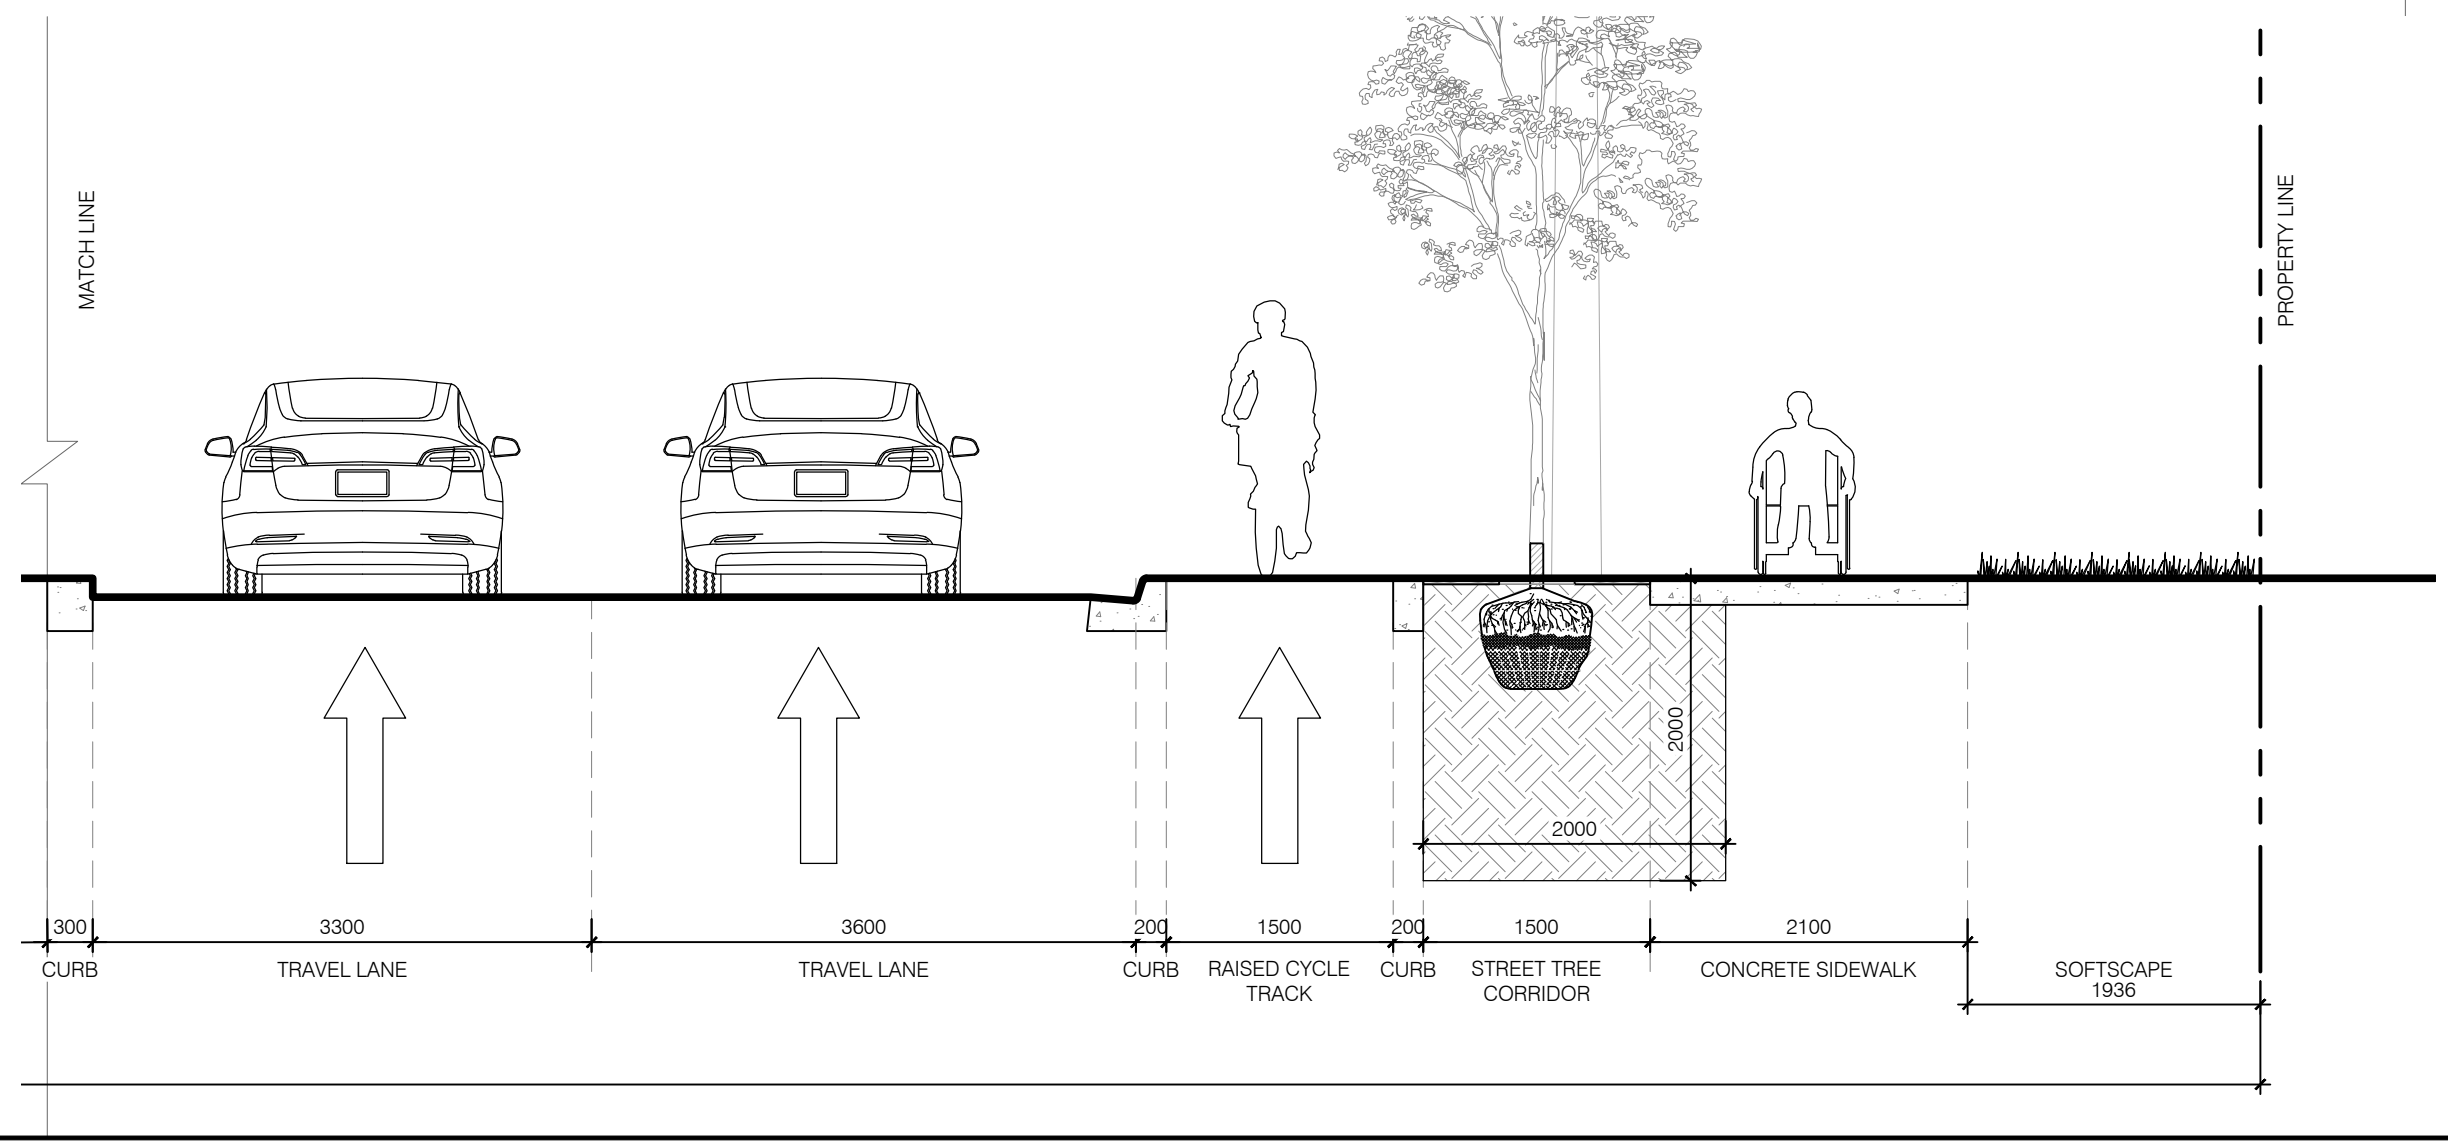 MATCH LINE
PROPERTY LINE
2000
2000
300
3300
3600
200
1500
200
1500
2100
CURB
TRAVEL LANE
TRAVEL LANE
CURB
RAISED CYCLE
TRACK
CURB
STREET TREE
CORRIDOR
CONCRETE SIDEWALK
SOFTSCAPE
1936